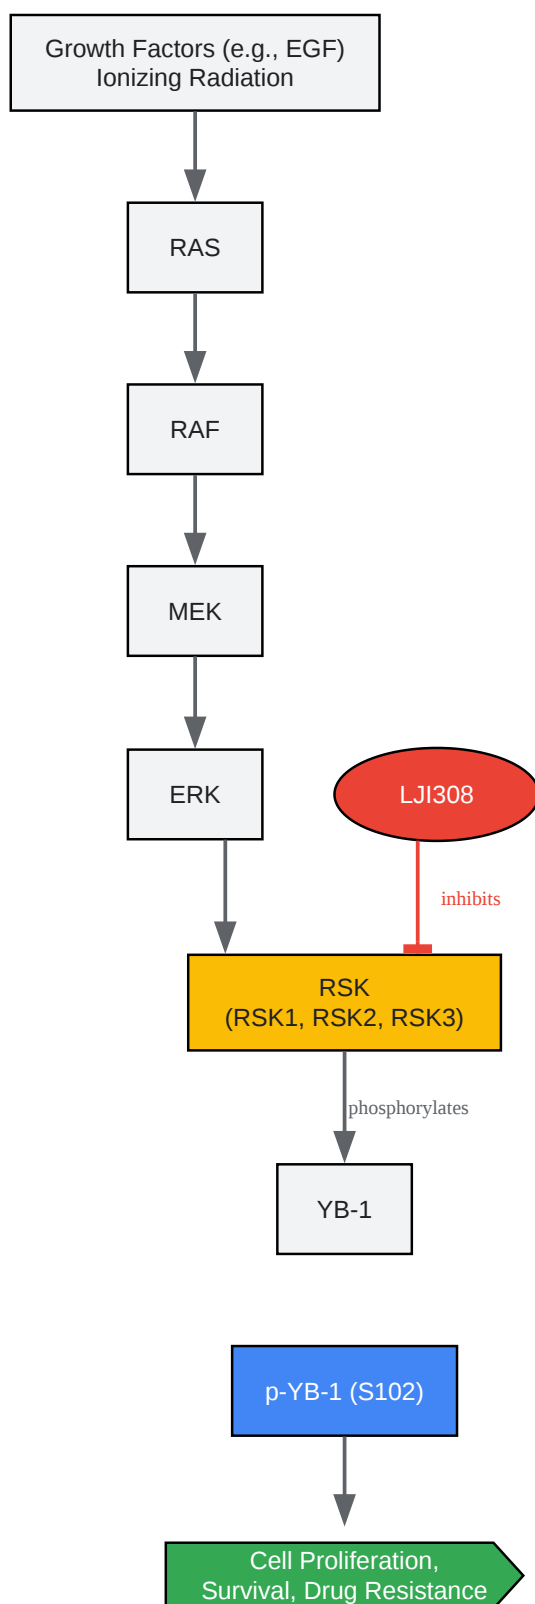 Growth Factors (e.g., EGF)
Ionizing Radiation
RAS
RAF
MEK
ERK
LJI308
inhibits
RSK
(RSK1, RSK2, RSK3)
phosphorylates
YB-1
p-YB-1 (S102)
Cell Proliferation,
Survival, Drug Resistance